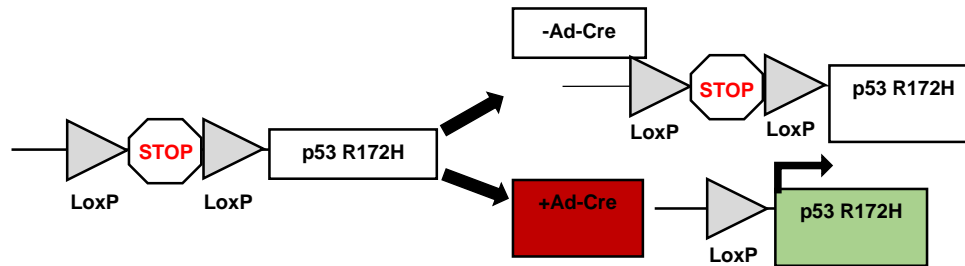 -Ad-Cre
STOP
p53 R172H
LoxP
LoxP
STOP
p53 R172H
LoxP
LoxP
+Ad-Cre
p53 R172H
LoxP